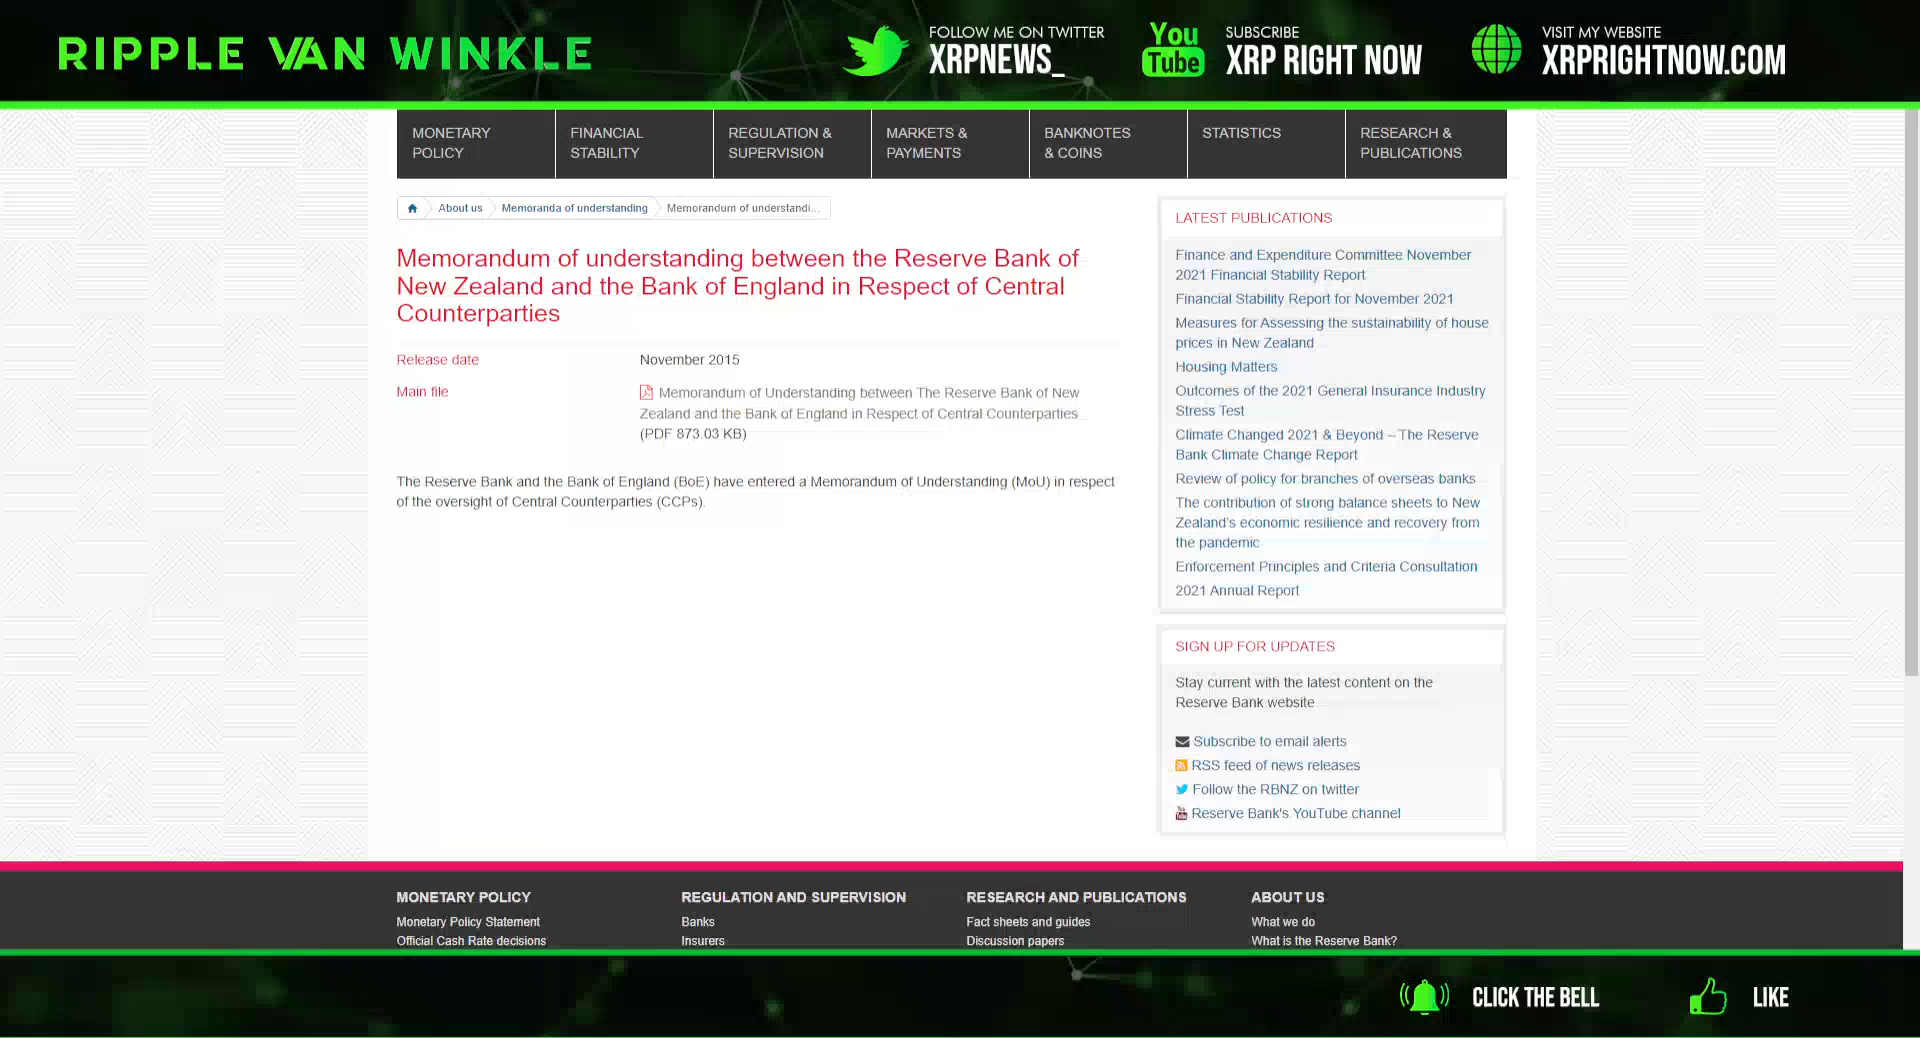 RIPPLE VAN WINKLE
FOLLOW ME ON TWITTER
XRPNEWS_
You
Tube
SUBSCRIBE
XRP RIGHT NOW
VISIT MY WEBSITE
XRPRIGHTNOW.COM
MONETARY
POLICY
FINANCIAL
STABILITY
REGULATION &
SUPERVISION
MARKETS &
PAYMENTS
BANKNOTES
& COINS
STATISTICS
RESEARCH &
PUBLICATIONS
About us
Memoranda of understanding
Memorandum of understandi...
Memorandum of understanding between the Reserve Bank of
New Zealand and the Bank of England in Respect of Central
Counterparties
Release date
November 2015
Main file
Memorandum of Understanding between The Reserve Bank of New
Zealand and the Bank of England in Respect of Central Counterparties
(PDF 873.03 KB)
The Reserve Bank and the Bank of England (BoE) have entered a Memorandum of Understanding (MoU) in respect
of the oversight of Central Counterparties (CCPs).
LATEST PUBLICATIONS
Finance and Expenditure Committee November
2021 Financial Stability Report
Financial Stability Report for November 2021
Measures for Assessing the sustainability of house
prices in New Zealand
Housing Matters
Outcomes of the 2021 General Insurance Industry
Stress Test
Climate Changed 2021 & Beyond – The Reserve
Bank Climate Change Report
Review of policy for branches of overseas banks
The contribution of strong balance sheets to New
Zealand's economic resilience and recovery from
the pandemic
Enforcement Principles and Criteria Consultation
2021 Annual Report
SIGN UP FOR UPDATES
Stay current with the latest content on the
Reserve Bank website
Subscribe to email alerts
RSS feed of news releases
Follow the RBNZ on twitter
Reserve Bank's YouTube channel
MONETARY POLICY
Monetary Policy Statement
Official Cash Rate decisions
REGULATION AND SUPERVISION
Banks
Insurers
RESEARCH AND PUBLICATIONS
Fact sheets and guides
Discussion papers
ABOUT US
What we do
What is the Reserve Bank?
CLICK THE BELL
LIKE